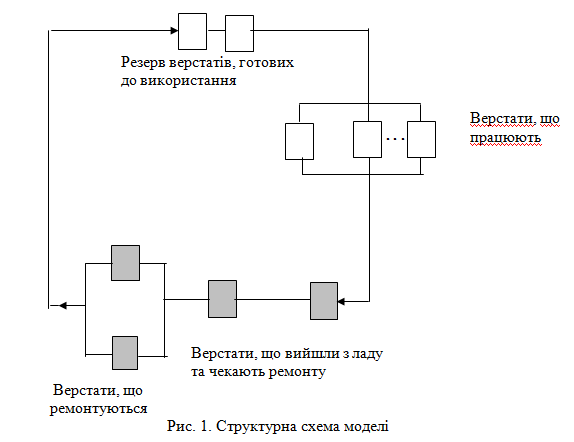 Резерв верстатів, готових
до використання
Верстати, що
працюють
Верстати, що вийшли з ладу
та чекають ремонту
Верстати, що
ремонтуються
Рис. 1. Структурна схема моделі